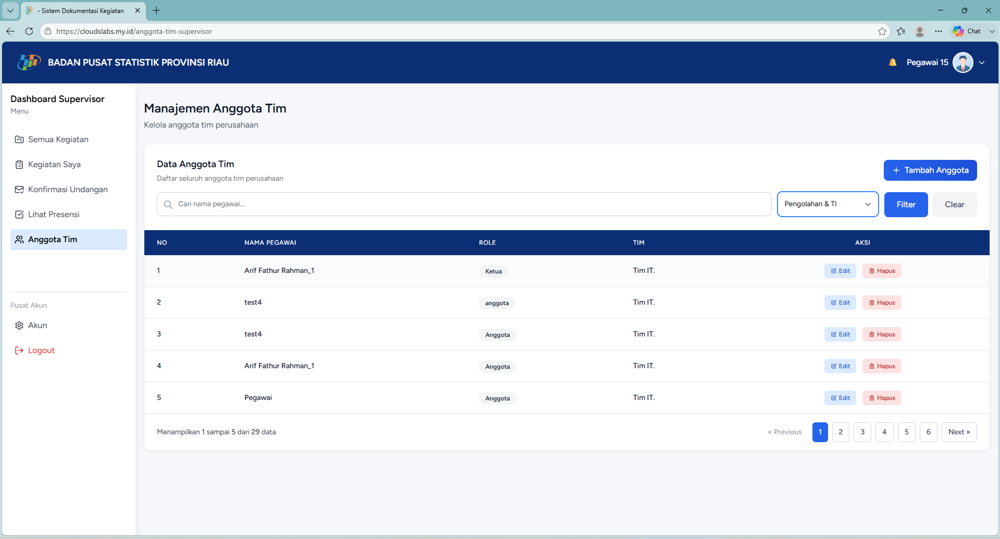 - Sistem Dokumentasi Kegiatan
https://cloudslabs.my.id/anggota-tim-supervisor
Chat
BADAN PUSAT STATISTIK PROVINSI RIAU
Pegawai 15
Dashboard Supervisor
Menu
Semua Kegiatan
Kegiatan Saya
Konfirmasi Undangan
Lihat Presensi
Anggota Tim
Pusat Akun
Akun
Logout
Manajemen Anggota Tim
Kelola anggota tim perusahaan
Data Anggota Tim
Daftar seluruh anggota tim perusahaan
+ Tambah Anggota
Cari nama pegawai...
Pengolahan & TI
Filter
Clear
NO NAMA PEGAWAI ROLE TIM AKSI
1 Arif Fathur Rahman_1 Ketua Tim IT. Edit Hapus
2 test4 anggota Tim IT. Edit Hapus
3 test4 Anggota Tim IT. Edit Hapus
4 Arif Fathur Rahman_1 Anggota Tim IT. Edit Hapus
5 Pegawai Anggota Tim IT. Edit Hapus
Menampilkan 1 sampai 5 dari 29 data
« Previous 1 2 3 4 5 6 Next »